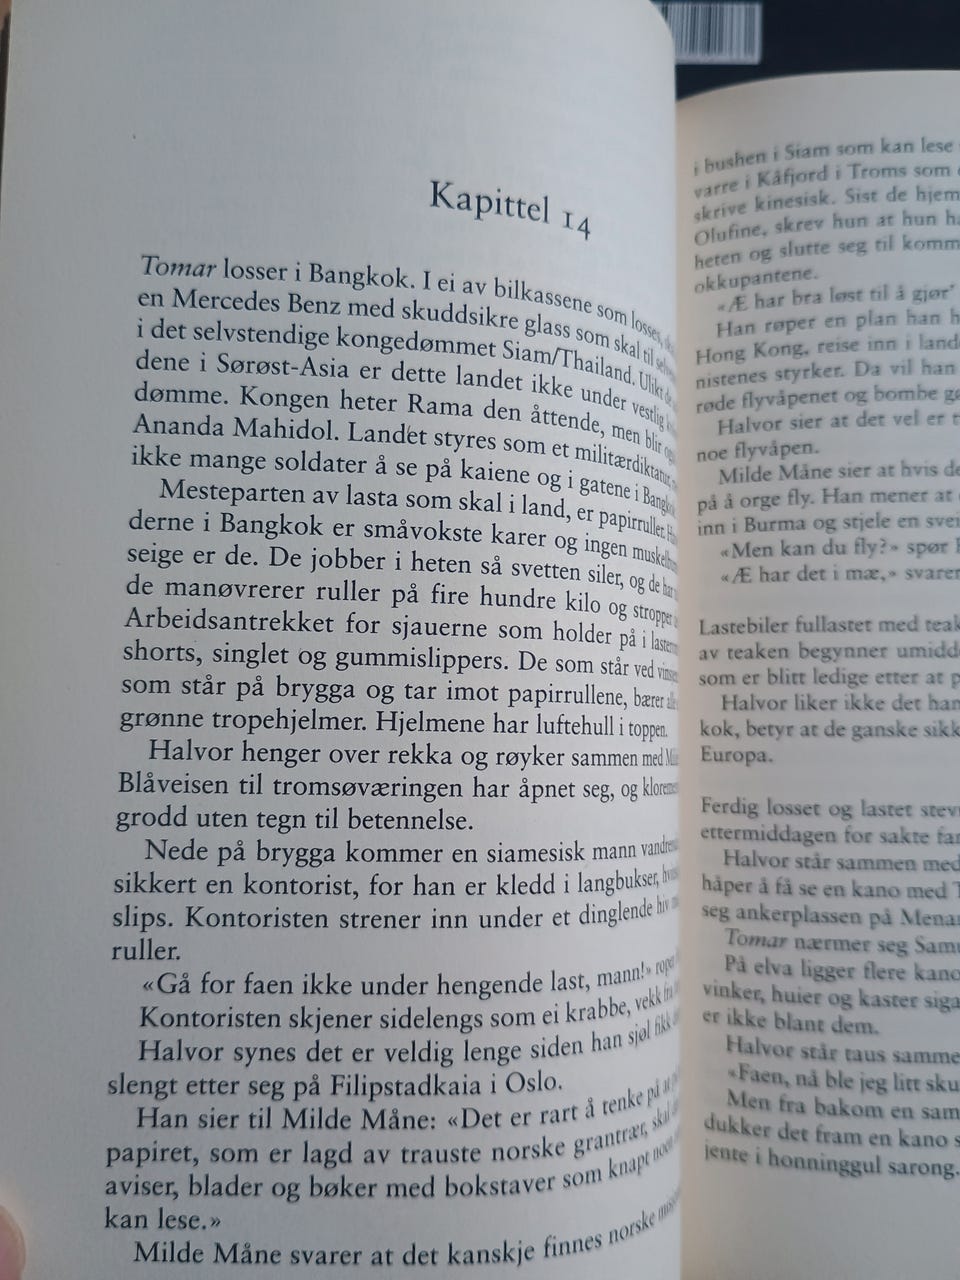 Kapittel 14
Tomar losser i Bangkok. I ei av bilkassene som losses,
en Mercedes Benz med skuddsikre glass som skal til
i det selvstendige kongedømmet Siam/Thailand. Ulikt
dene i Sørøst-Asia er dette landet ikke under vestlig
dømme. Kongen heter Rama den åttende, men blir
Ananda Mahidol. Landet styres som et militærdiktatur,
ikke mange soldater å se på kaiene og i gatene i
Mesteparten av lasta som skal i land, er papirruller.
derne i Bangkok er småvokste karer og ingen
seige er de. De jobber i heten så svetten siler, og de har
de manøvrerer ruller på fire hundre kilo og stropper
Arbeidsantrekket for sjauerne som holder på i
shorts, singlet og gummislippers. De som står ved
som står på brygga og tar imot papirrullene, bærer
grønne tropehjelmer. Hjelmene har luftehull i toppen.
Halvor henger over rekka og røyker sammen med
Blåveisen til tromsøværingen har åpnet seg, og
grodd uten tegn til betennelse.
Nede på brygga kommer en siamesisk mann
sikkert en kontorist, for han er kledd i langbukser,
slips. Kontoristen strener inn under et dinglende hiv
ruller.
«Gå for faen ikke under hengende last, mann!» roper
Kontoristen skjener sidelengs som ei krabbe, vekk fra
Halvor synes det er veldig lenge siden han sjøl fikk
slengt etter seg på Filipstadkaia i Oslo.
Han sier til Milde Måne: «Det er rart å tenke på at
papiret, som er lagd av trauste norske grantrær, skal
aviser, blader og bøker med bokstaver som knapt noen
kan lese.»
Milde Måne svarer at det kanskje finnes norske
i bushen i Siam som kan lese
varre i Kåfjord i Troms som
skrive kinesisk. Sist de hjem
Olufine, skrev hun at hun
heten og slutte seg til komm
okkupantene.
«Æ har bra løst til å gjør'
Han røper en plan han
Hong Kong, reise inn i land
nistenes styrker. Da vil han
røde flyvåpenet og bombe
Halvor sier at det vel er
noe flyvåpen.
Milde Måne sier at hvis
på å orge fly. Han mener at
inn i Burma og stjele en
«Men kan du fly?» spør
«Æ har det i mæ,» svarer
Lastebiler fullastet med teak
av teaken begynner
som er blitt ledige etter at
Halvor liker ikke det han
kok, betyr at de ganske
Europa.
Ferdig losset og lastet
ettermiddagen for sakte
Halvor står sammen med
håper å få se en kano med
seg ankerplassen på
Tomar nærmer seg
På elva ligger flere
vinker, huier og kaster
er ikke blant dem.
Halvor står taus
«Faen, nå ble jeg litt
Men fra bakom en
dukker det fram en kano
jente i honninggul sarong.